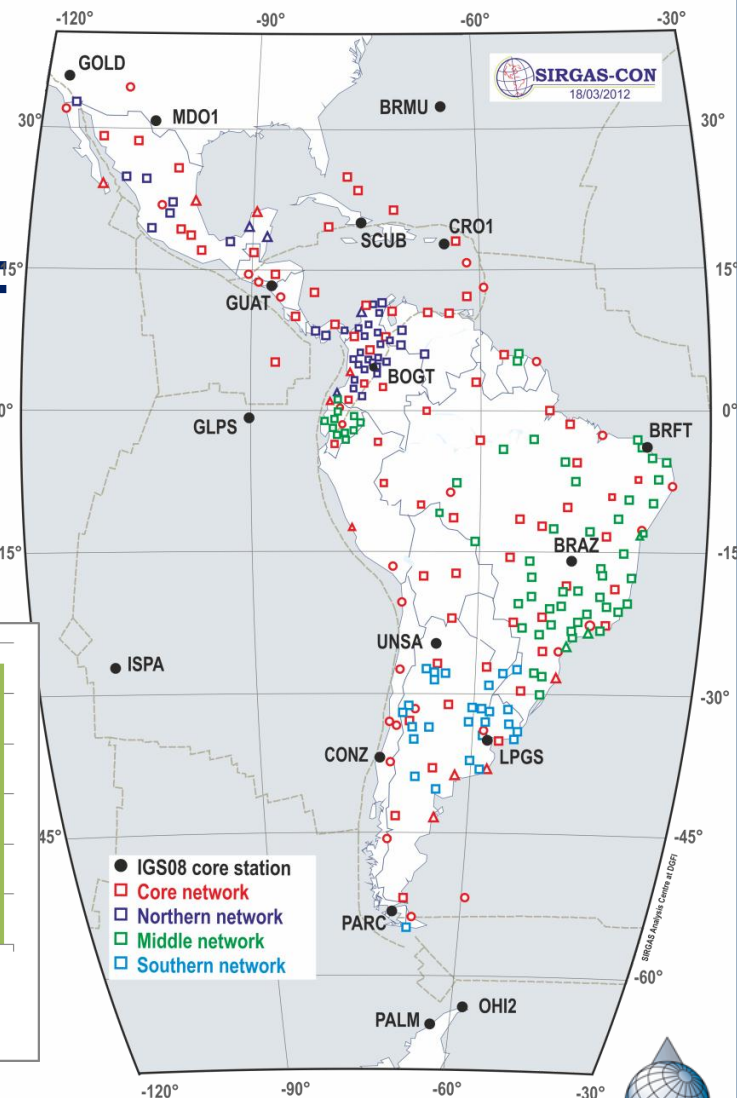 -120°
-90°
-60°
-30°
GOLD
SIRGAS-CON
18/03/2012
BRMU
MDO1
30°
30°
SCUB
CRO1
15°
15°
GUAT
BOGT
0°
0°
GLPS
BRFT
BRAZ
15°
-15°
UNSA
ISPA
-30°
CONZ
LPGS
45°
-45°
IGS08 core station
Core network
Northern network
Middle network
Southern network
PARC
SIRGAS Analysis Centre at DGFI
-60°
OHI2
PALM
-120°
-90°
-60°
-30°